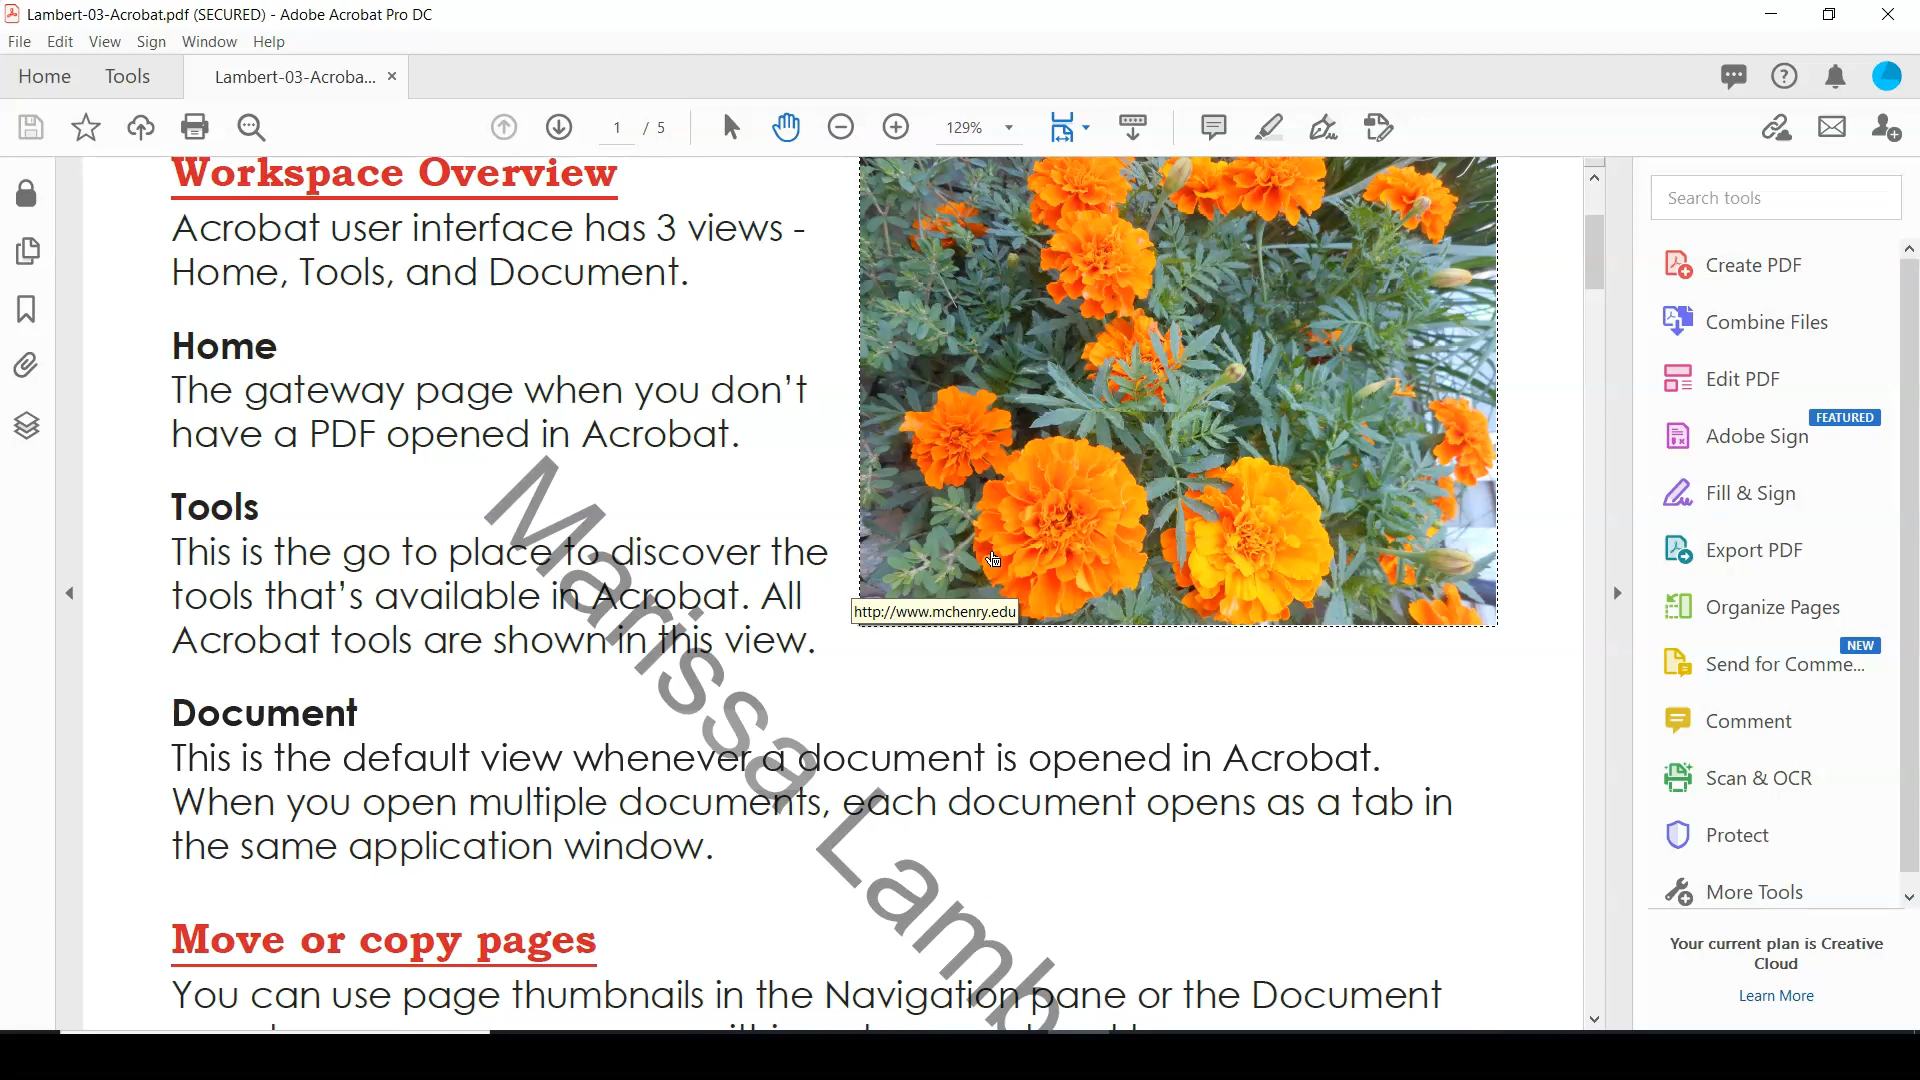 Lambert-03-Acrobat.pdf (SECURED) - Adobe Acrobat Pro DC
File Edit View Sign Window Help
Home Tools Lambert-03-Acroba... ×
1 / 5 129%
Workspace Overview
Acrobat user interface has 3 views -
Home, Tools, and Document.
Home
The gateway page when you don't
have a PDF opened in Acrobat.
Tools
This is the go to place to discover the
tools that's available in Acrobat. All
Acrobat tools are shown in this view.
http://www.mchenry.edu
Document
This is the default view whenever a document is opened in Acrobat.
When you open multiple documents, each document opens as a tab in
the same application window.
Move or copy pages
You can use page thumbnails in the Navigation pane or the Document
Marissa Lamb
Search tools
Create PDF
Combine Files
Edit PDF
FEATURED
Adobe Sign
Fill & Sign
Export PDF
Organize Pages
NEW
Send for Comme...
Comment
Scan & OCR
Protect
More Tools
Your current plan is Creative
Cloud
Learn More